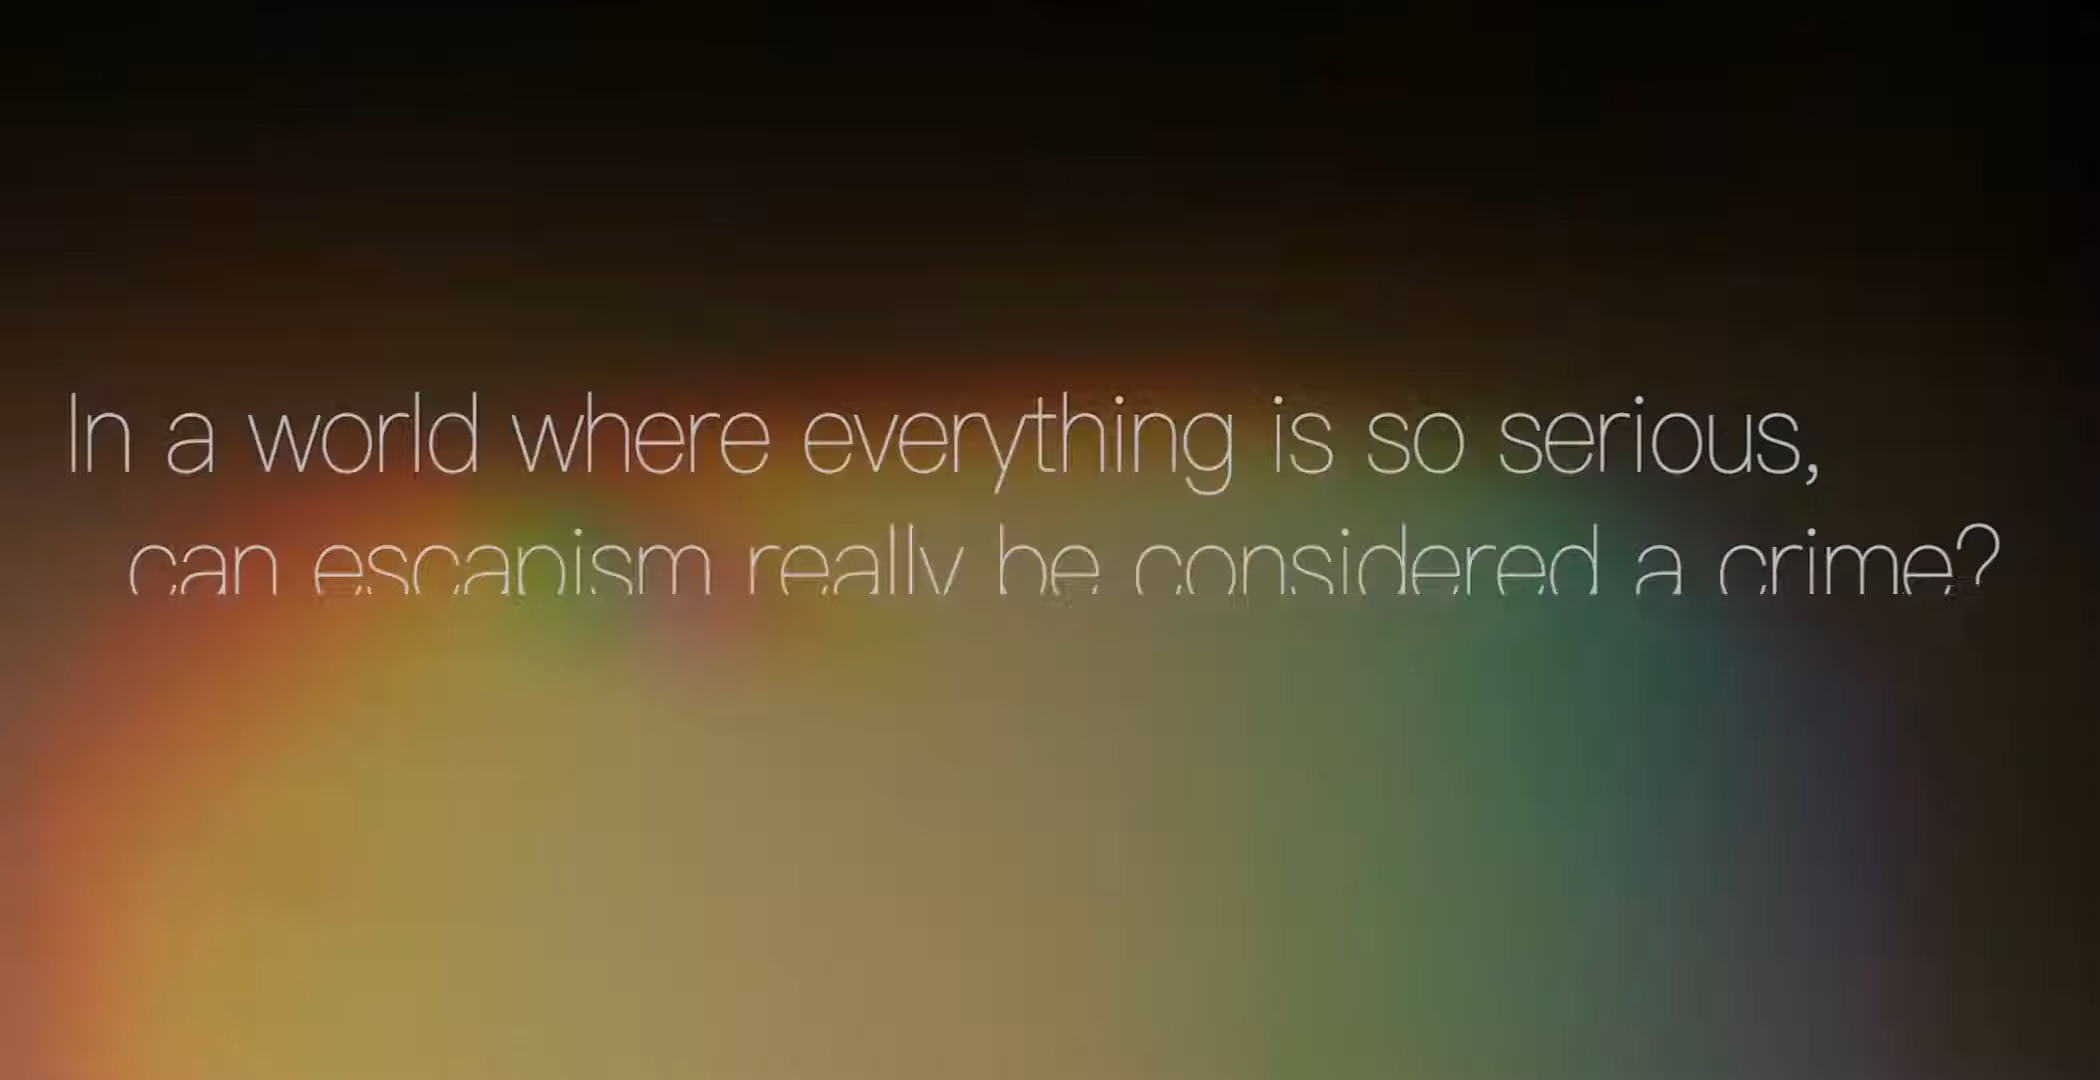 In a world where everything is so serious,
can escapism really be considered a crime?